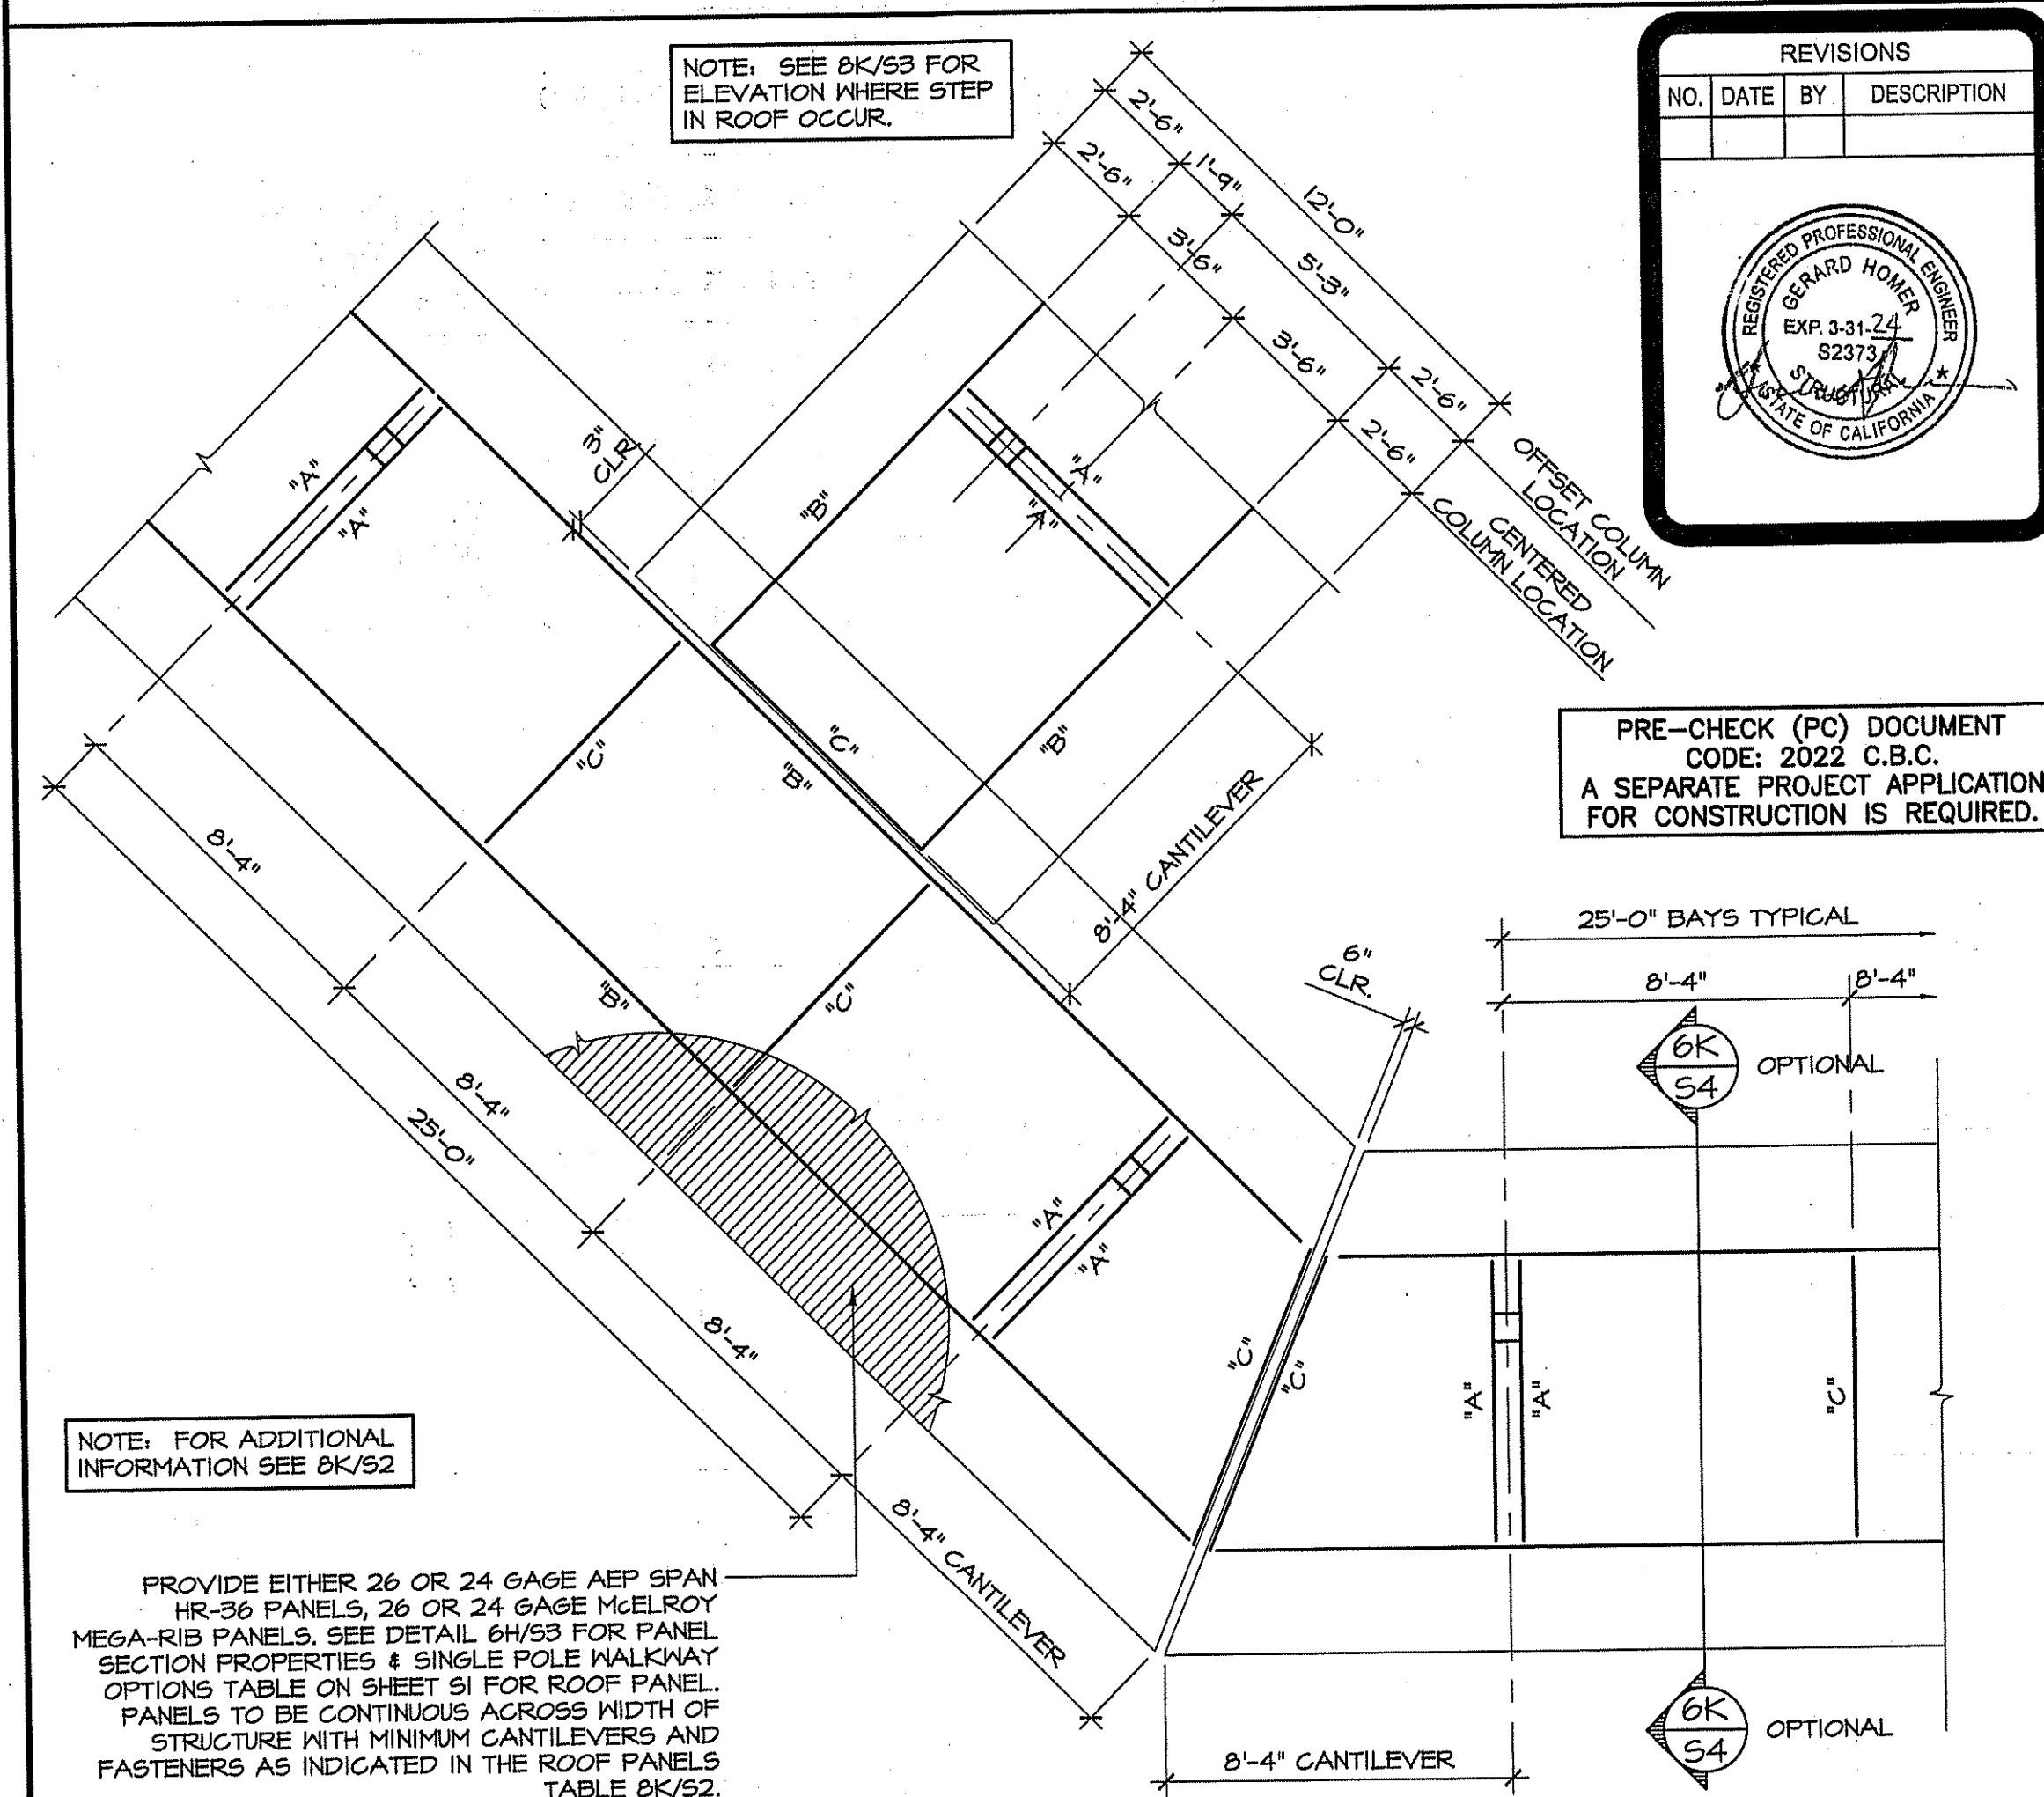 NOTE: SEE 8K/S3 FOR
ELEVATION WHERE STEP
IN ROOF OCCUR.
REVISIONS
NO. DATE BY DESCRIPTION
REGISTERED PROFESSIONAL ENGINEER
GERARD HOMER
EXP. 3-31-24
S2373
STRUCTURAL
STATE OF CALIFORNIA
2'-6"
1'-9"
12'-0"
2'-6"
3'-6"
5'-3"
3'-6"
2'-6"
2'-6"
OFFSET COLUMN
LOCATION
CENTERED
COLUMN LOCATION
3"
CLR
"A"
"A"
"B"
"A"
"A"
"C"
"B"
"C"
"B"
8'-4" CANTILEVER
PRE-CHECK (PC) DOCUMENT
CODE: 2022 C.B.C.
A SEPARATE PROJECT APPLICATION
FOR CONSTRUCTION IS REQUIRED.
8'-4"
8'-4"
25'-0"
8'-4"
"B"
"C"
"A"
"A"
8'-4" CANTILEVER
6"
CLR.
25'-0" BAYS TYPICAL
8'-4"
8'-4"
6K
S4
OPTIONAL
"C"
"C"
"A"
"A"
"C"
NOTE: FOR ADDITIONAL
INFORMATION SEE 8K/S2
PROVIDE EITHER 26 OR 24 GAGE AEP SPAN
HR-36 PANELS, 26 OR 24 GAGE McELROY
MEGA-RIB PANELS. SEE DETAIL 6H/S3 FOR PANEL
SECTION PROPERTIES & SINGLE POLE WALKWAY
OPTIONS TABLE ON SHEET S1 FOR ROOF PANEL.
PANELS TO BE CONTINUOUS ACROSS WIDTH OF
STRUCTURE WITH MINIMUM CANTILEVERS AND
FASTENERS AS INDICATED IN THE ROOF PANELS
TABLE 8K/S2.
6K
S4
OPTIONAL
8'-4" CANTILEVER